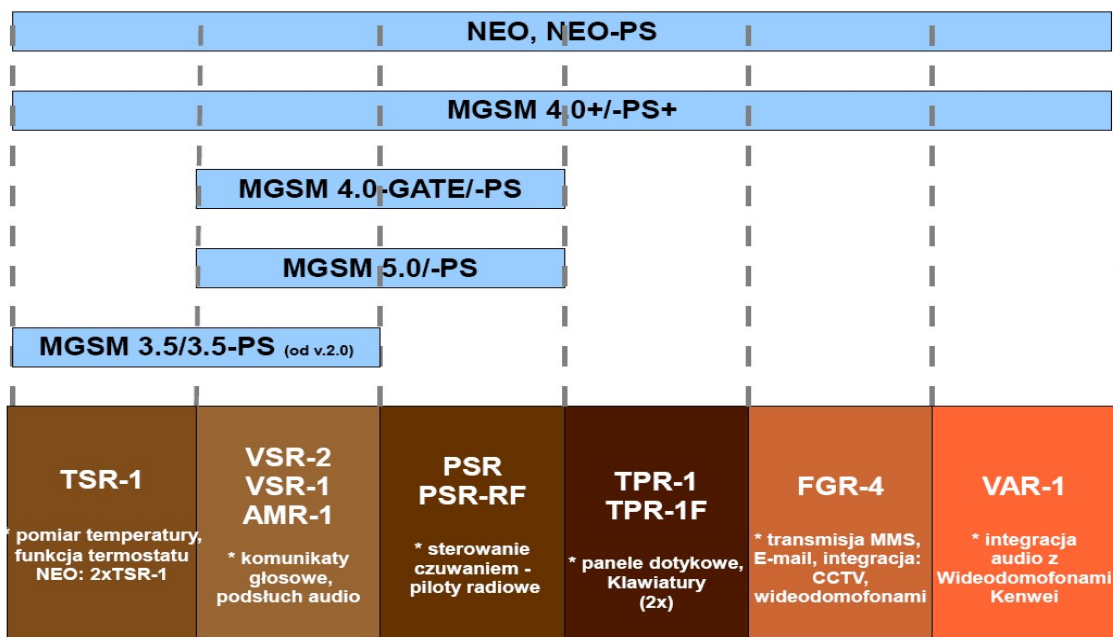 NEO, NEO-PS
MGSM 4.0+/-PS+
MGSM 4.0-GATE/-PS
MGSM 5.0/-PS
MGSM 3.5/3.5-PS (od v.2.0)
TSR-1
* pomiar temperatury,
funkcja termostatu
NEO: 2xTSR-1
VSR-2
VSR-1
AMR-1
* komunikaty
głosowe,
podsłuch audio
PSR
PSR-RF
* sterowanie
czuwaniem -
piloty radiowe
TPR-1
TPR-1F
* panele dotykowe,
Klawiatury
(2x)
FGR-4
* transmisja MMS,
E-mail, integracja:
CCTV,
wideodomofonami
VAR-1
* integracja
audio z
Wideodomofonami
Kenwei